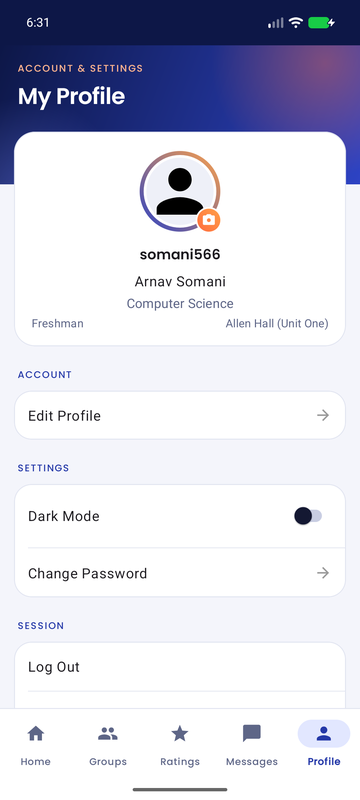 6:31
ACCOUNT & SETTINGS
My Profile
somani566
Arnav Somani
Computer Science
Freshman Allen Hall (Unit One)
ACCOUNT
Edit Profile
SETTINGS
Dark Mode
Change Password
SESSION
Log Out
Home Groups Ratings Messages Profile